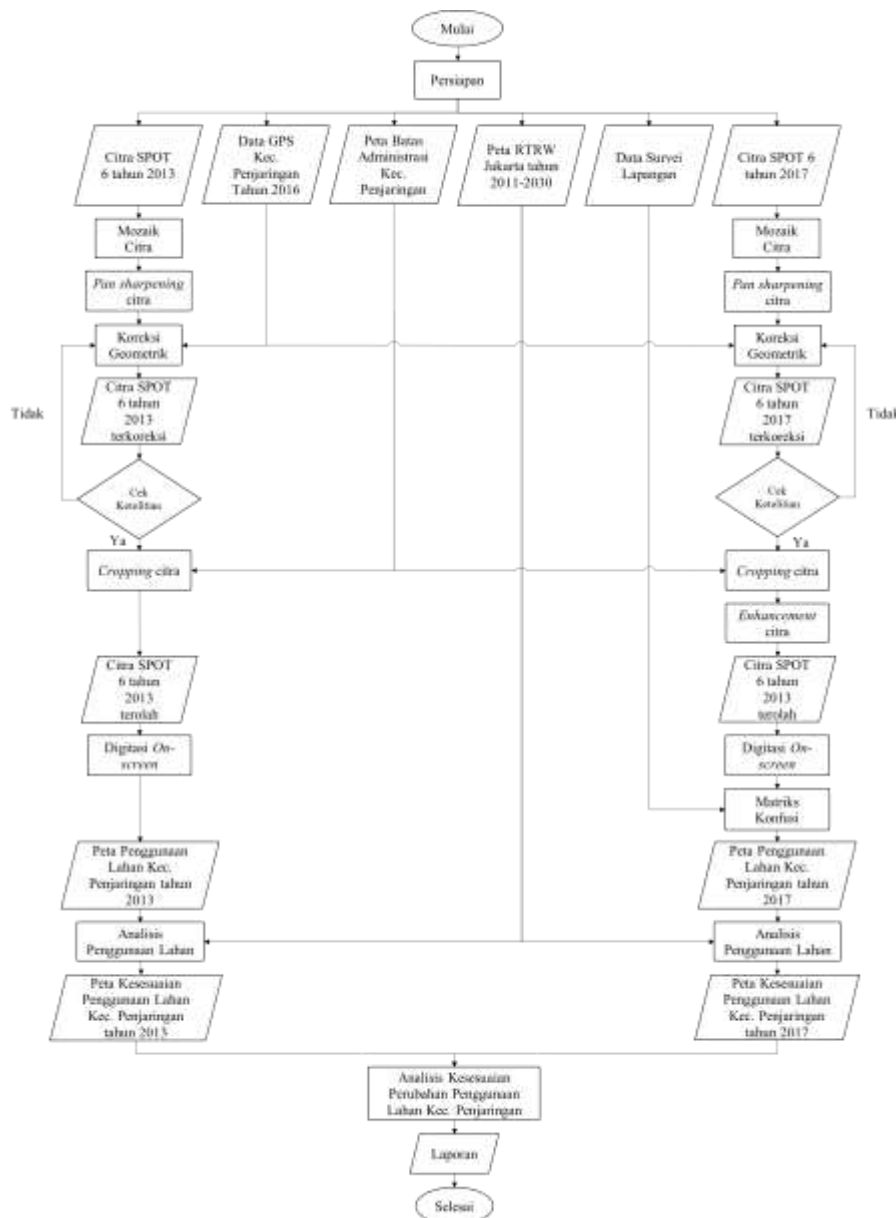 Mulai
Persiapan
Citra SPOT
6 tahun 2013
Data GPS
Kec.
Penjaringan
Tahun 2016
Peta Batas
Administrasi
Kec.
Penjaringan
Peta RTRW
Jakarta tahun
2011-2030
Data Survei
Lapangan
Citra SPOT 6
tahun 2017
Mozaik
Citra
Mozaik
Citra
Pan sharpening
citra
Pan sharpening
citra
Koreksi
Geometrik
Koreksi
Geometrik
Citra SPOT
6 tahun
2013
terkoreksi
Citra SPOT
6 tahun
2017
terkoreksi
Tidak
Tidak
Cek
Ketelitian
Cek
Ketelitian
Ya
Ya
Cropping citra
Cropping citra
Enhancement
citra
Citra SPOT
6 tahun
2013
terolah
Citra SPOT
6 tahun
2013
terolah
Digitasi On-
screen
Digitasi On-
screen
Matriks
Konfusi
Peta Penggunaan
Lahan Kec.
Penjaringan tahun
2013
Peta Penggunaan
Lahan Kec.
Penjaringan tahun
2017
Analisis
Penggunaan Lahan
Analisis
Penggunaan Lahan
Peta Kesesuaian
Penggunaan Lahan
Kec. Penjaringan
tahun 2013
Peta Kesesuaian
Penggunaan Lahan
Kec. Penjaringan
tahun 2017
Analisis Kesesuaian
Perubahan Penggunaan
Lahan Kec. Penjaringan
Laporan
Selesai